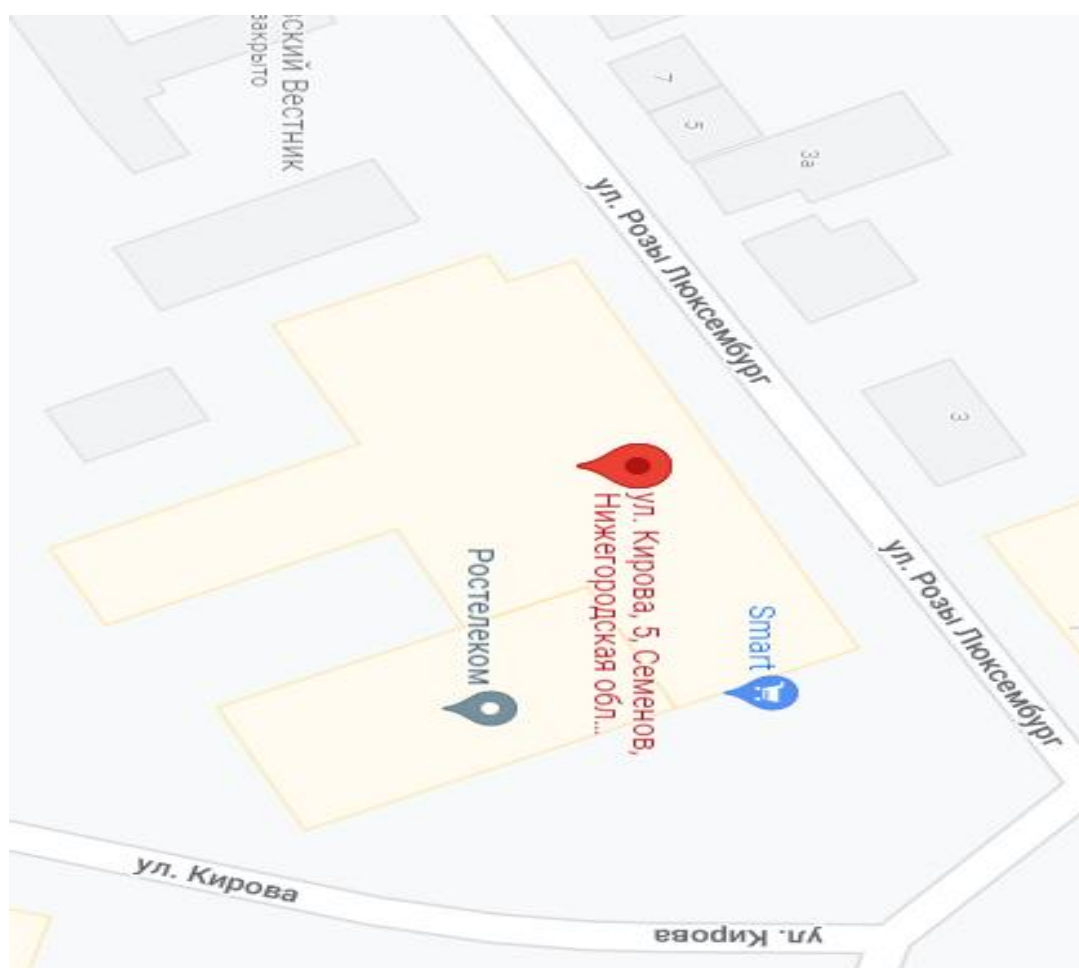 ский Вестник
закрыто
7
5
3а
ул. Розы Люксембург
3
ул. Кирова, 5, Семенов,
Нижегородская обл...
ул. Розы Люксембург
Smart
Ростелеком
ул. Кирова
ул. Кирова